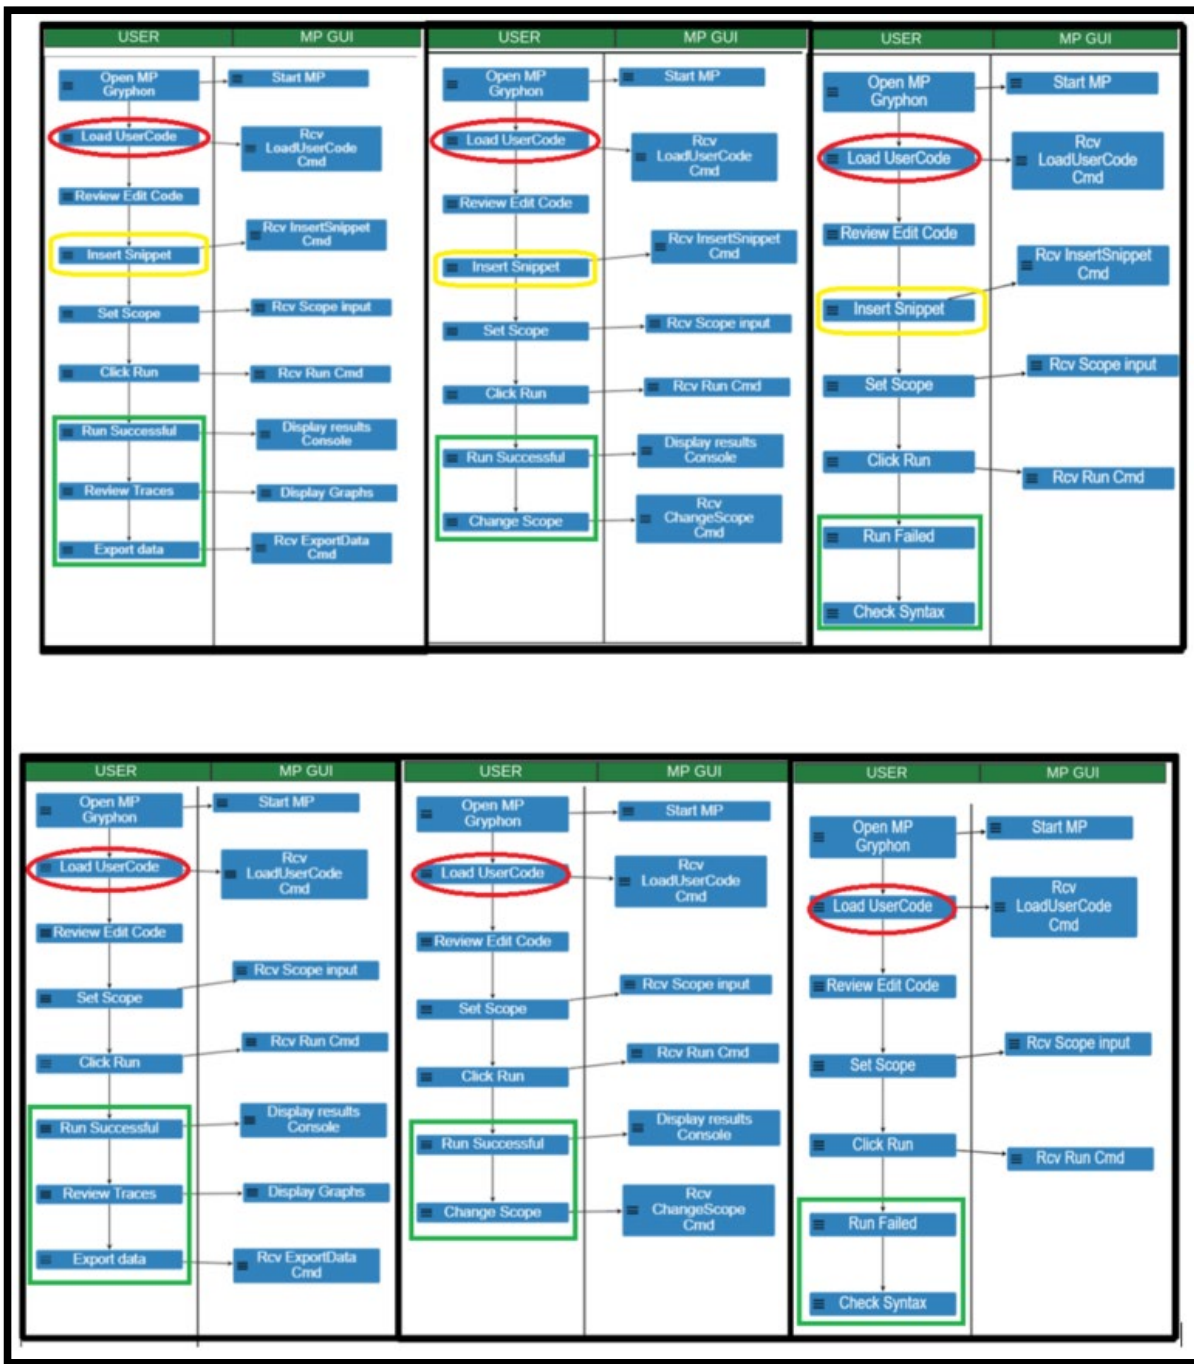 USER
MP GUI
Open MP
Gryphon
Start MP
Load UserCode
Rcv
LoadUserCode
Cmd
Review Edit Code
Rcv InsertSnippet
Cmd
Insert Snippet
Set Scope
Rcv Scope input
Click Run
Rcv Run Cmd
Run Successful
Display results
Console
Review Traces
Display Graphs
Export data
Rcv ExportData
Cmd
USER
MP GUI
Open MP
Gryphon
Start MP
Load UserCode
Rcv
LoadUserCode
Cmd
Review Edit Code
Rcv InsertSnippet
Cmd
Insert Snippet
Set Scope
Rcv Scope input
Click Run
Rcv Run Cmd
Run Successful
Display results
Console
Change Scope
Rcv
ChangeScope
Cmd
USER
MP GUI
Open MP
Gryphon
Start MP
Load UserCode
Rcv
LoadUserCode
Cmd
Review Edit Code
Rcv InsertSnippet
Cmd
Insert Snippet
Set Scope
Rcv Scope input
Click Run
Rcv Run Cmd
Run Failed
Check Syntax
USER
MP GUI
Open MP
Gryphon
Start MP
Load UserCode
Rcv
LoadUserCode
Cmd
Review Edit Code
Set Scope
Rcv Scope input
Click Run
Rcv Run Cmd
Run Successful
Display results
Console
Review Traces
Display Graphs
Export data
Rcv ExportData
Cmd
USER
MP GUI
Open MP
Gryphon
Start MP
Load UserCode
Rcv
LoadUserCode
Cmd
Review Edit Code
Set Scope
Rcv Scope input
Click Run
Rcv Run Cmd
Run Successful
Display results
Console
Change Scope
Rcv
ChangeScope
Cmd
USER
MP GUI
Open MP
Gryphon
Start MP
Load UserCode
Rcv
LoadUserCode
Cmd
Review Edit Code
Set Scope
Rcv Scope input
Click Run
Rcv Run Cmd
Run Failed
Check Syntax